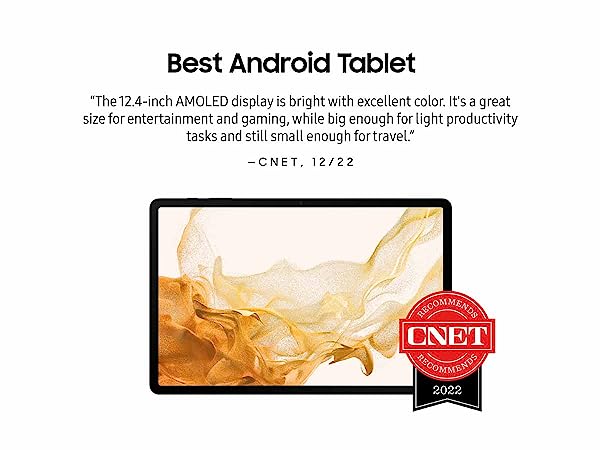 Best Android Tablet
“The 12.4-inch AMOLED display is bright with excellent color. It's a great
size for entertainment and gaming, while big enough for light productivity
tasks and still small enough for travel.”
—CNET, 12/22
RECOMMENDS
CNET
RECOMMENDS
2022